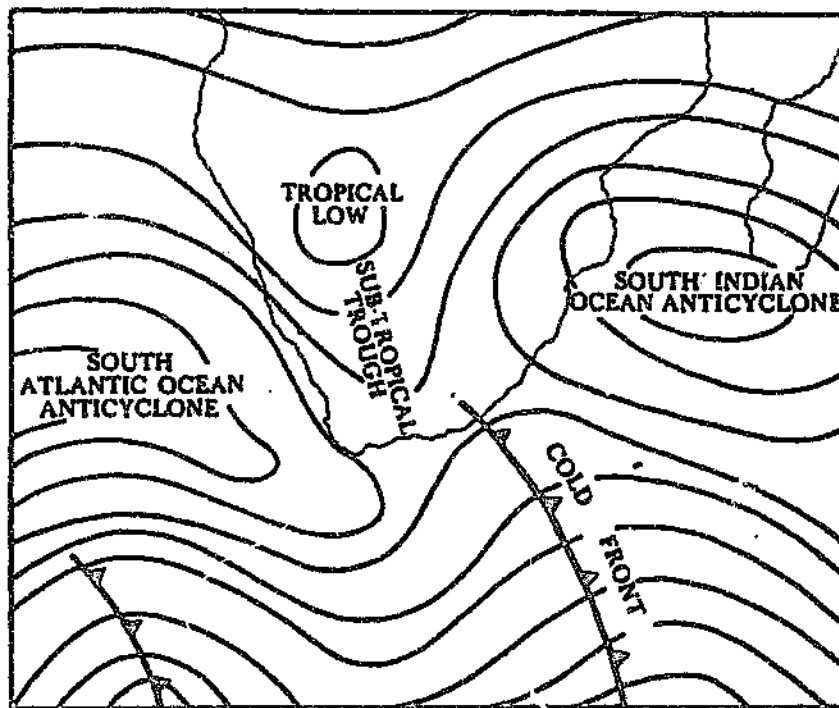 TROPICAL
LOW
SUB-TROPICAL
TROUGH
SOUTH INDIAN
OCEAN ANTICYCLONE
SOUTH
ATLANTIC OCEAN
ANTICYCLONE
COLD FRONT